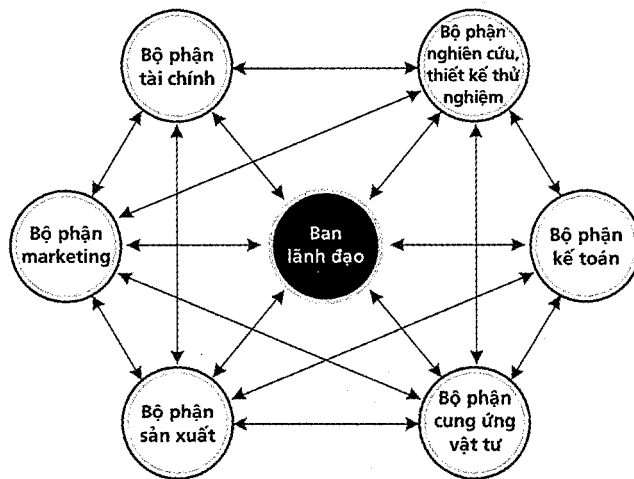 Bộ phận
tài chính
Bộ phận
nghiên cứu,
thiết kế thử
nghiệm
Bộ phận
marketing
Ban
lãnh đạo
Bộ phận
kế toán
Bộ phận
sản xuất
Bộ phận
cung ứng
vật tư